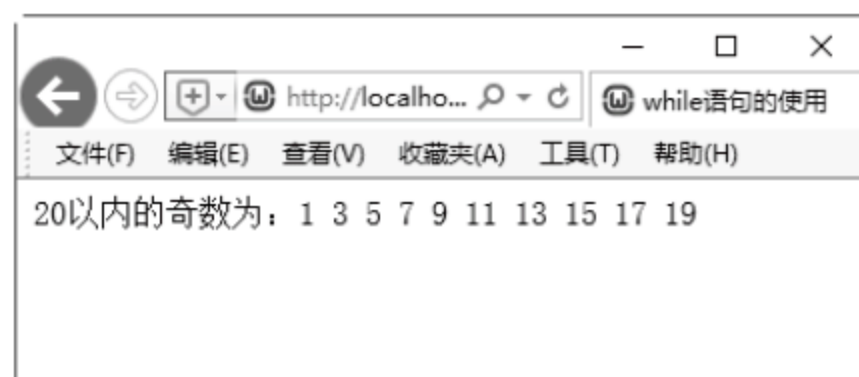 http://localho...
while语句的使用
文件(F) 编辑(E) 查看(V) 收藏夹(A) 工具(T) 帮助(H)
20以内的奇数为：1 3 5 7 9 11 13 15 17 19